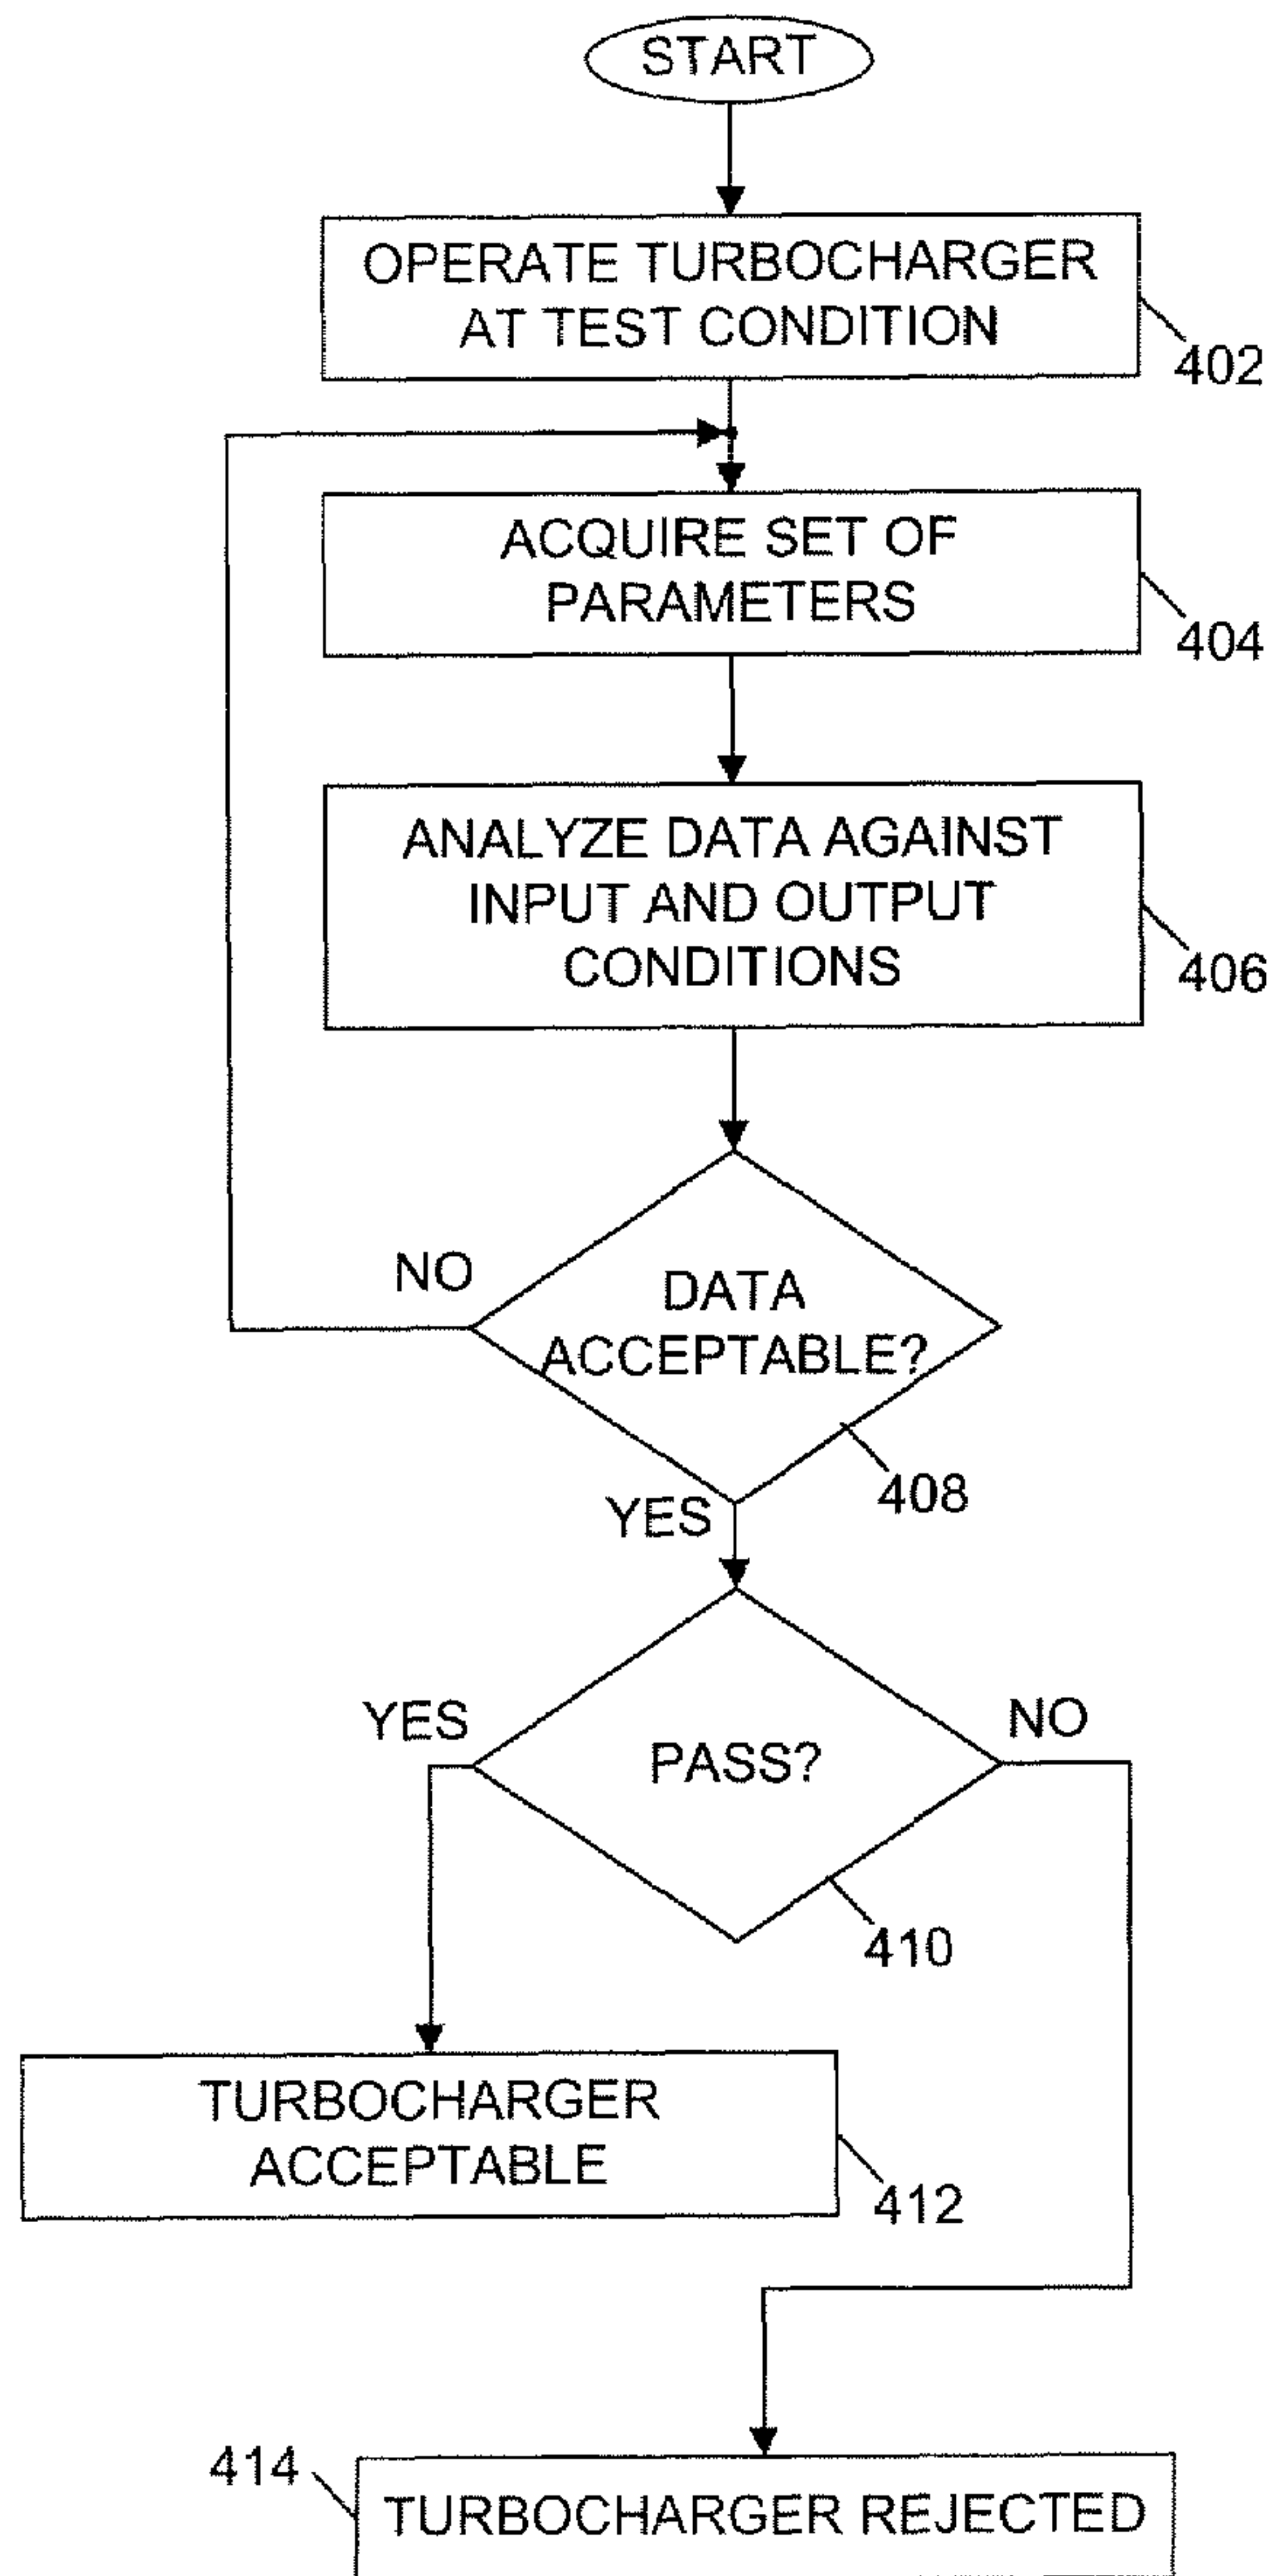 START
OPERATE TURBOCHARGER
AT TEST CONDITION
402
ACQUIRE SET OF
PARAMETERS
404
ANALYZE DATA AGAINST
INPUT AND OUTPUT
CONDITIONS
406
NO
DATA
ACCEPTABLE?
408
YES
YES
NO
PASS?
410
TURBOCHARGER
ACCEPTABLE
412
414
TURBOCHARGER REJECTED